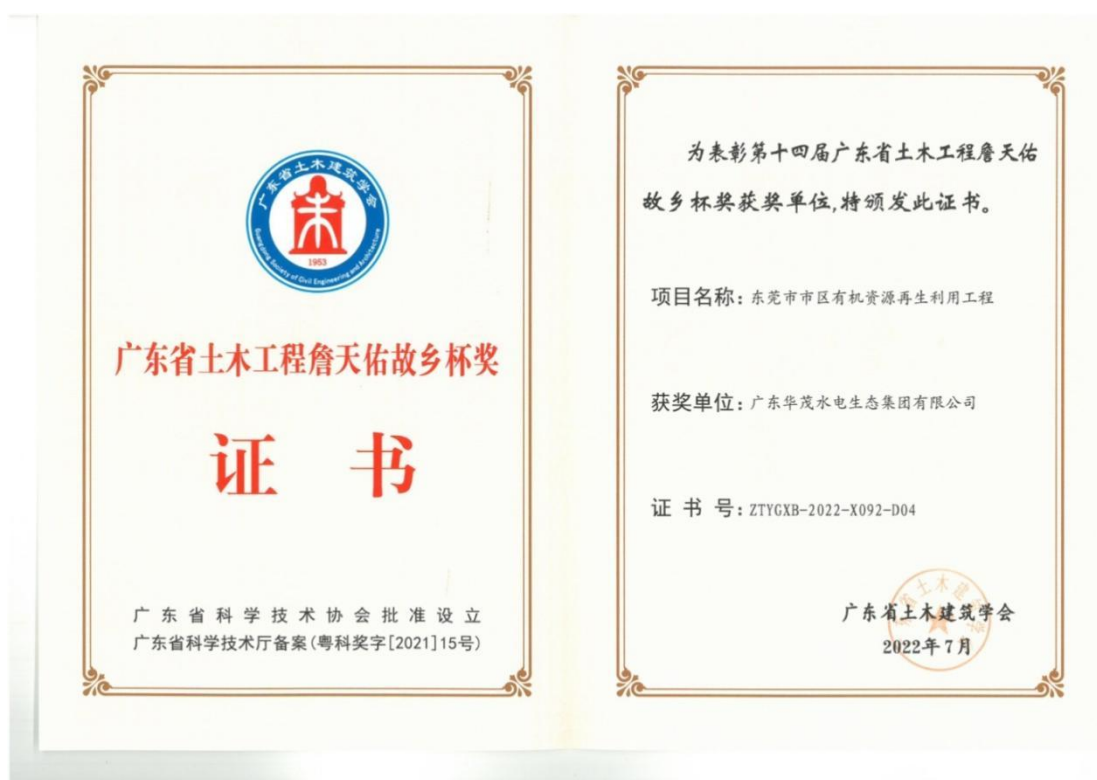 广东省土木建筑学会
1953
Guangdong Society of Civil Engineering and Architecture
广东省土木工程詹天佑故乡杯奖
证 书
广东省科学技术协会批准设立
广东省科学技术厅备案(粤科奖字[2021]15号)
为表彰第十四届广东省土木工程詹天佑
故乡杯奖获奖单位,特颁发此证书。
项目名称: 东莞市市区有机资源再生利用工程
获奖单位: 广东华茂水电生态集团有限公司
证 书 号: ZTYGXB-2022-X092-D04
广东省土木建筑学会
2022年7月